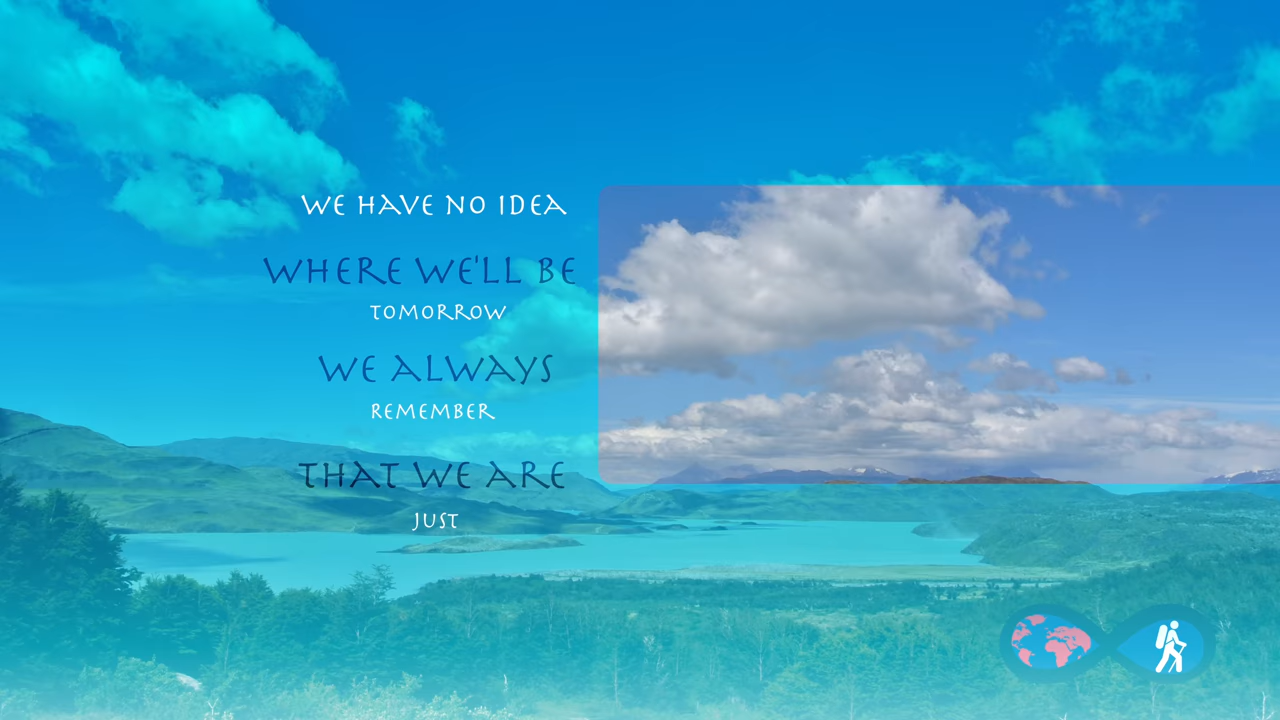 WE HAVE NO IDEA
WHERE WE'LL BE
TOMORROW
WE ALWAYS
REMEMBER
THAT WE ARE
JUST